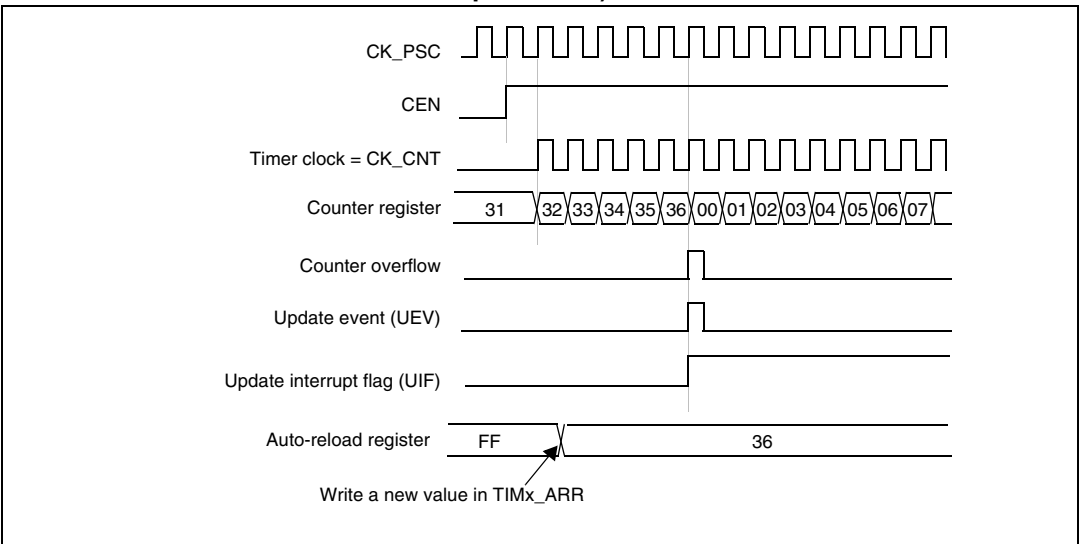 CK_PSC
CEN
Timer clock = CK_CNT
Counter register 31 32 33 34 35 36 00 01 02 03 04 05 06 07
Counter overflow
Update event (UEV)
Update interrupt flag (UIF)
Auto-reload register FF 36
Write a new value in TIMx_ARR